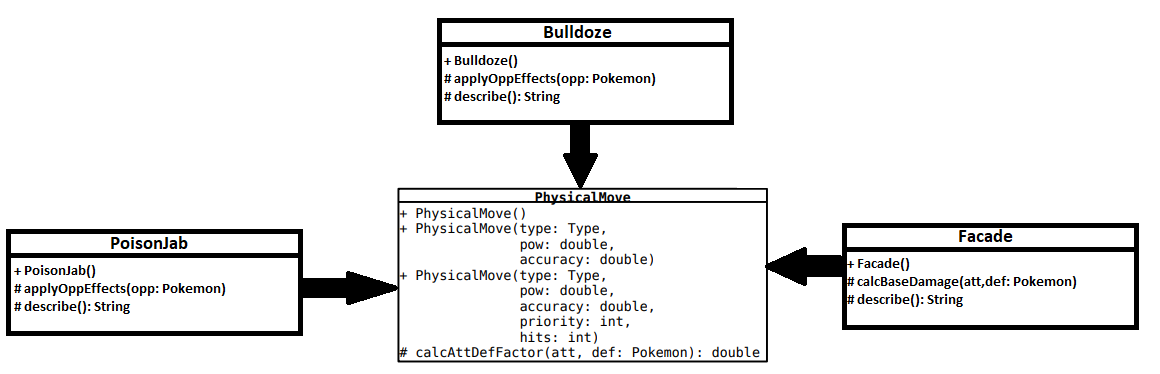 Bulldoze
+ Bulldoze()
# applyOppEffects(opp: Pokemon)
# describe(): String
PhysicalMove
+ PhysicalMove()
+ PhysicalMove(type: Type,
pow: double,
accuracy: double)
+ PhysicalMove(type: Type,
pow: double,
accuracy: double,
priority: int,
hits: int)
# calcAttDefFactor(att, def: Pokemon): double
PoisonJab
+ PoisonJab()
# applyOppEffects(opp: Pokemon)
# describe(): String
Facade
+ Facade()
# calcBaseDamage(att,def: Pokemon)
# describe(): String